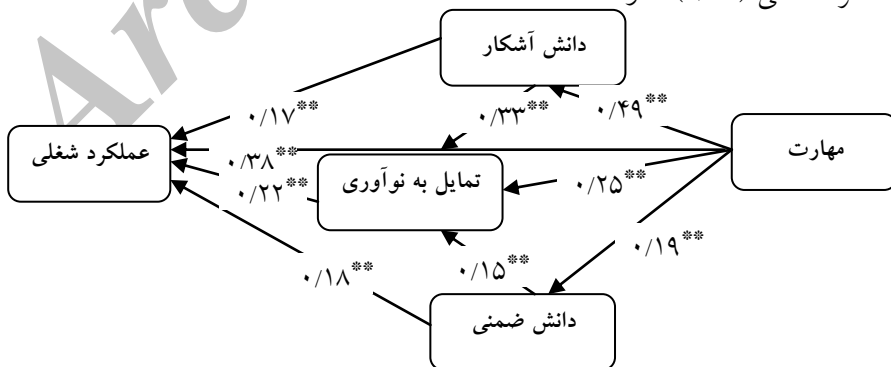 Arc
دانش آشکار
۰/۱۷**
۰/۳۳**
۰/۴۹**
عملکرد شغلی
۰/۳۸**
مهارت
تمایل به نوآوری
۰/۲۲**
۰/۲۵**
۰/۱۹**
۰/۱۸**
۰/۱۵**
دانش ضمنی